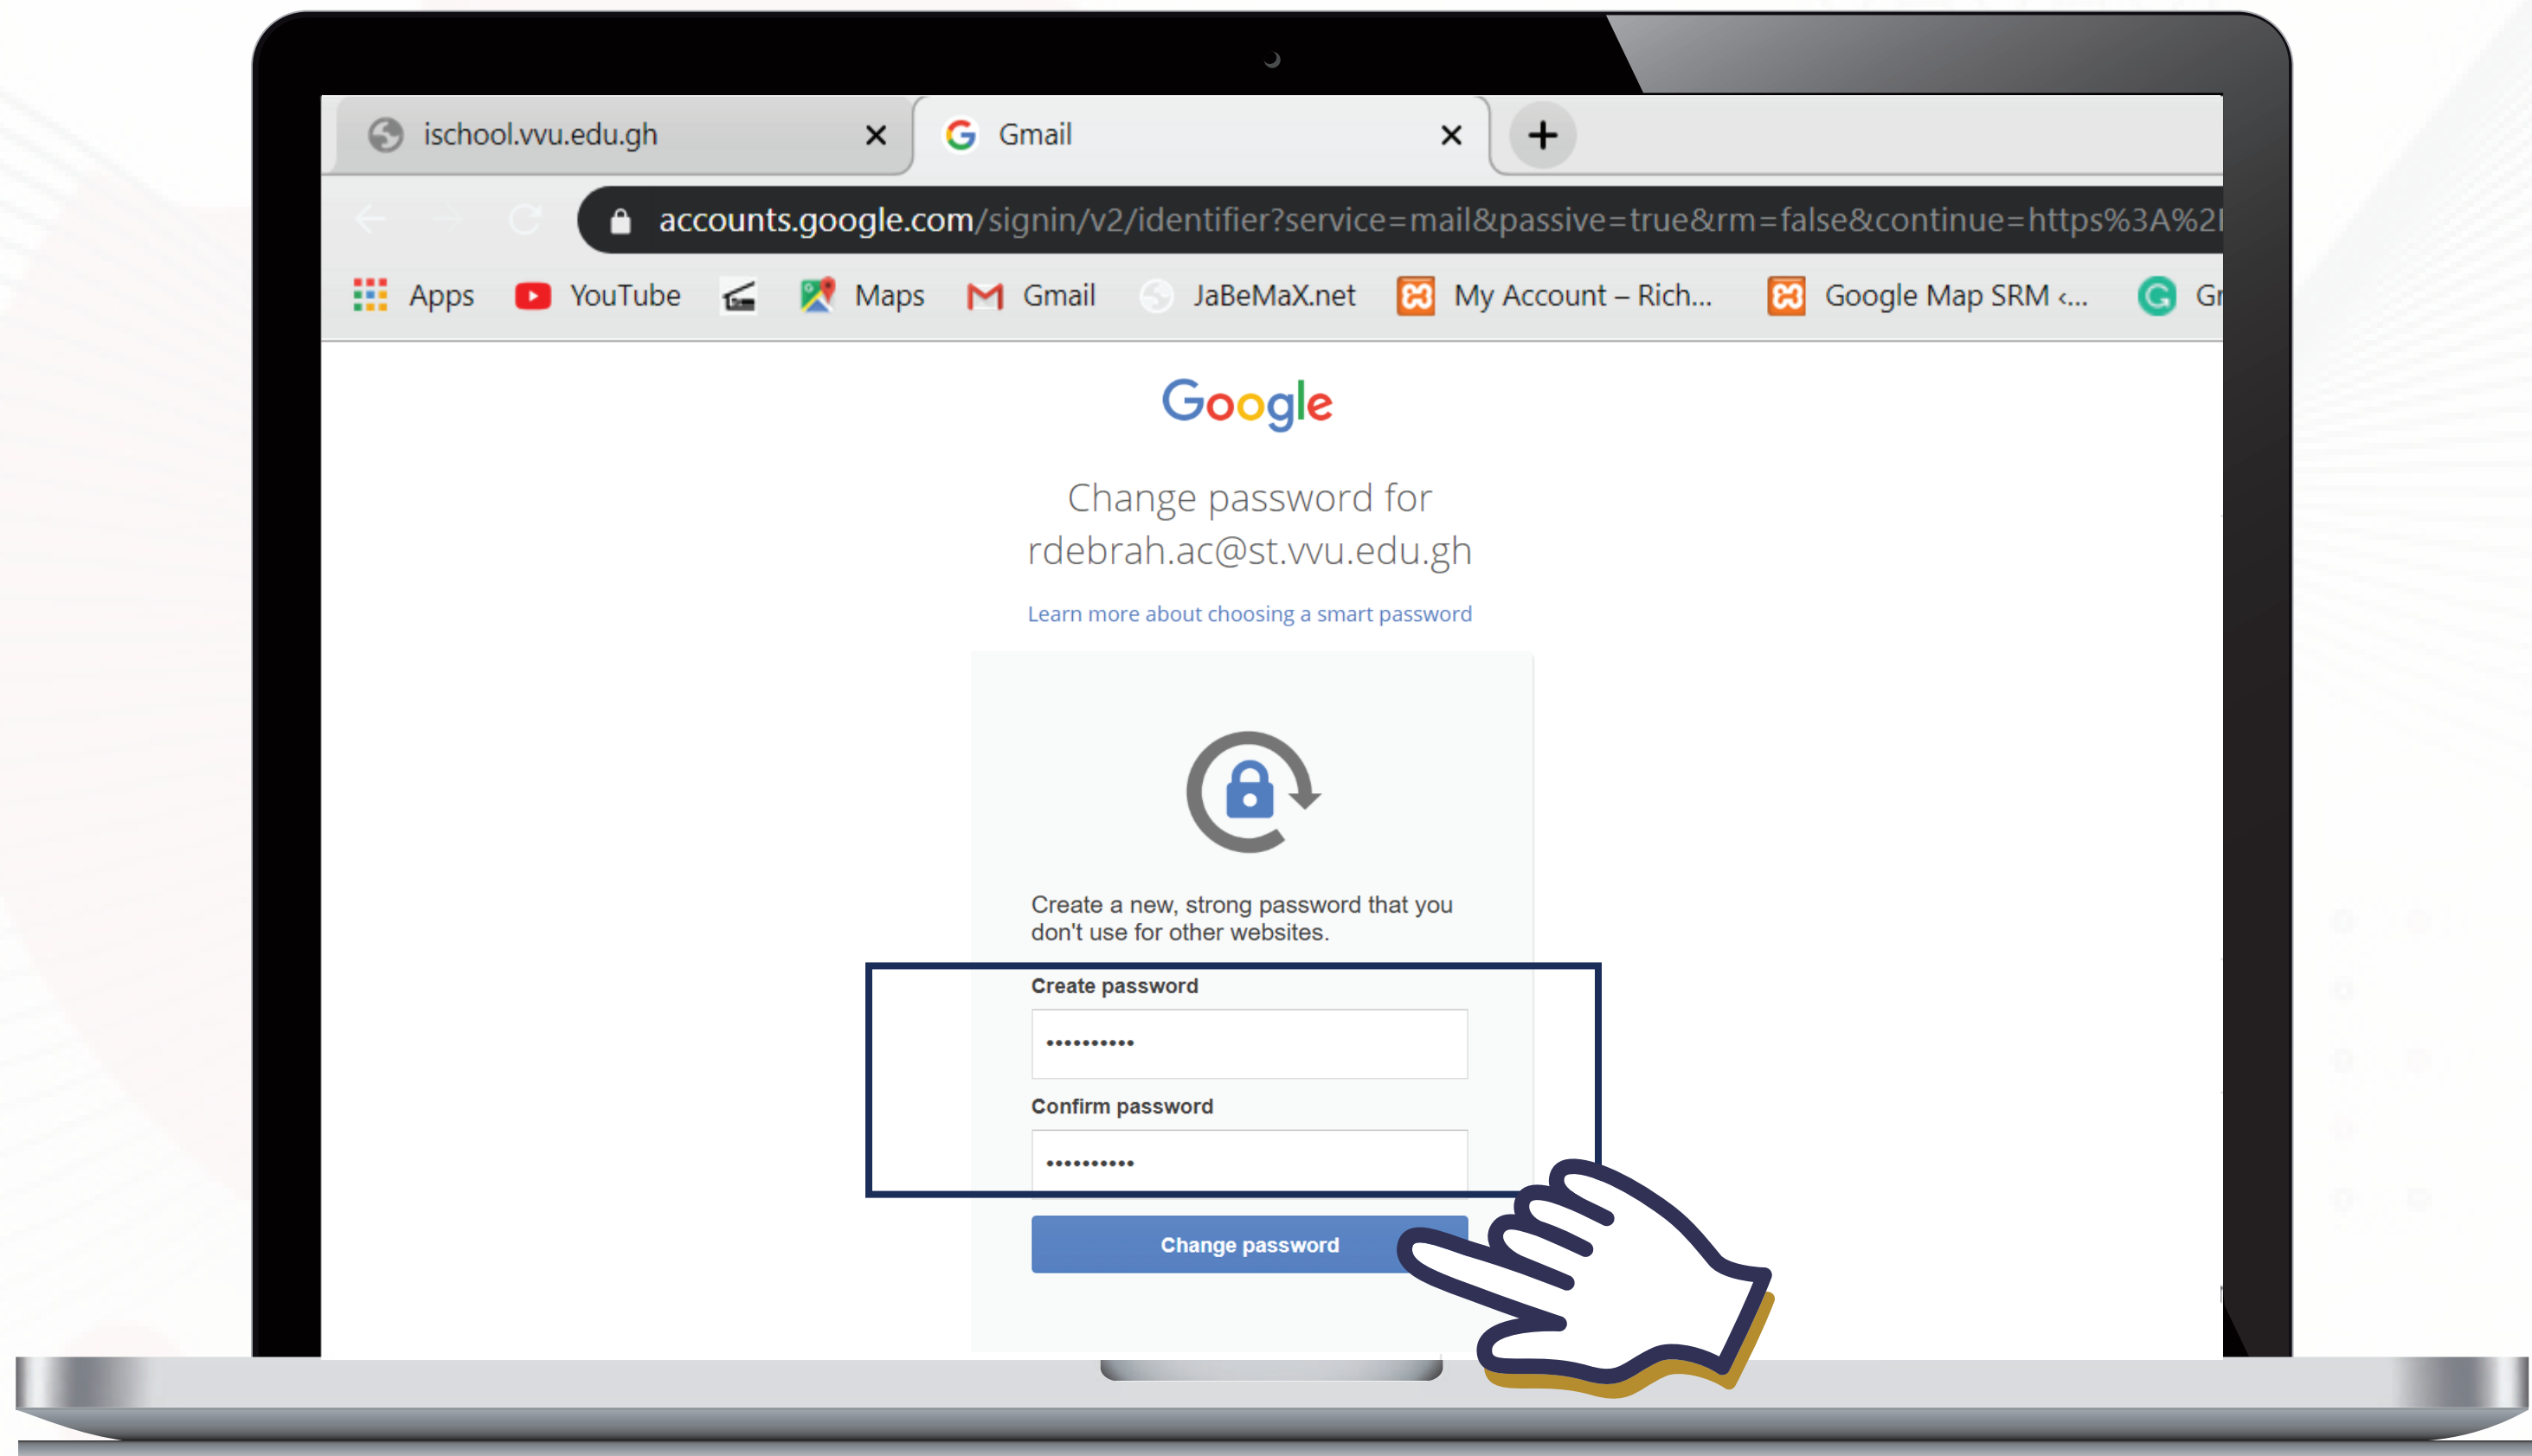 ischool.vvu.edu.gh
Gmail
accounts.google.com/signin/v2/identifier?service=mail&passive=true&rm=false&continue=https%3A%2
Apps YouTube Maps Gmail JaBeMaX.net My Account – Rich... Google Map SRM ‹... Gr
Google
Change password for
rdebrah.ac@st.vvu.edu.gh
Learn more about choosing a smart password
Create a new, strong password that you
don't use for other websites.
Create password
••••••••••
Confirm password
••••••••••
Change password